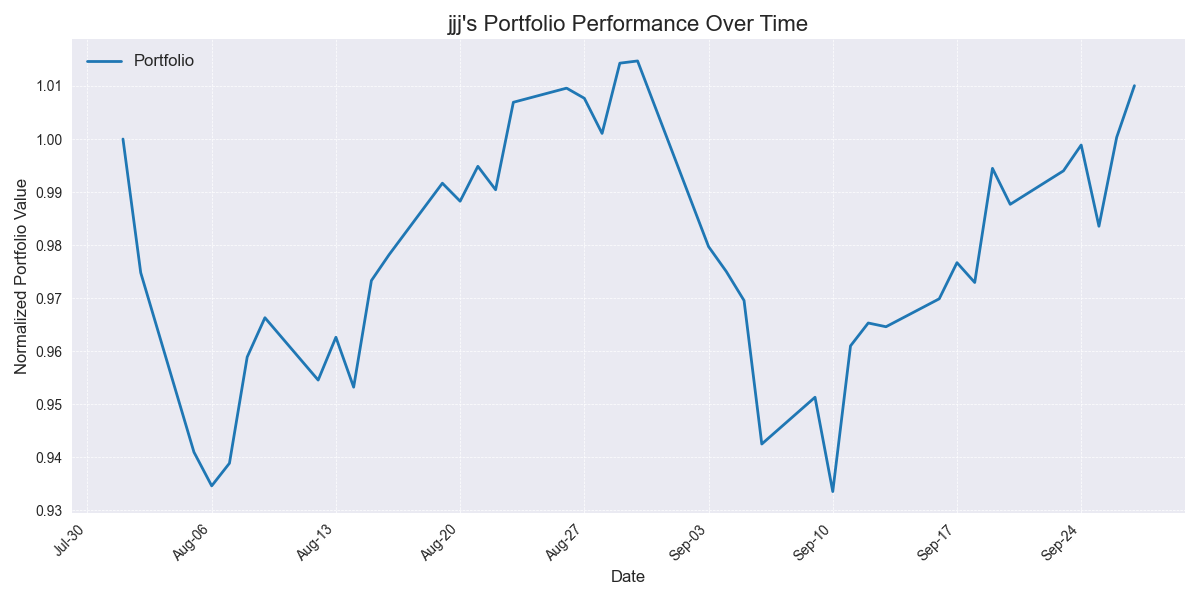 jjj's Portfolio Performance Over Time
Portfolio
Normalized Portfolio Value
1.01
1.00
0.99
0.98
0.97
0.96
0.95
0.94
0.93
Jul-30
Aug-06
Aug-13
Aug-20
Aug-27
Sep-03
Sep-10
Sep-17
Sep-24
Date